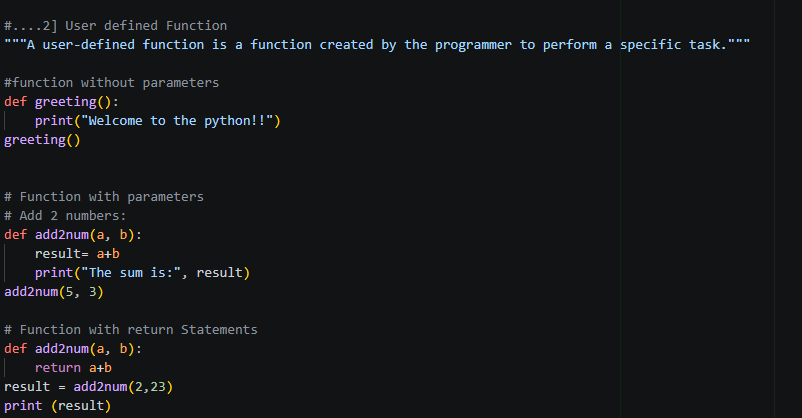 #....2] User defined Function
"""A user-defined function is a function created by the programmer to perform a specific task."""
#function without parameters
def greeting():
    print("Welcome to the python!!")
greeting()
# Function with parameters
# Add 2 numbers:
def add2num(a, b):
    result= a+b
    print("The sum is:", result)
add2num(5, 3)
# Function with return Statements
def add2num(a, b):
    return a+b
result = add2num(2,23)
print (result)